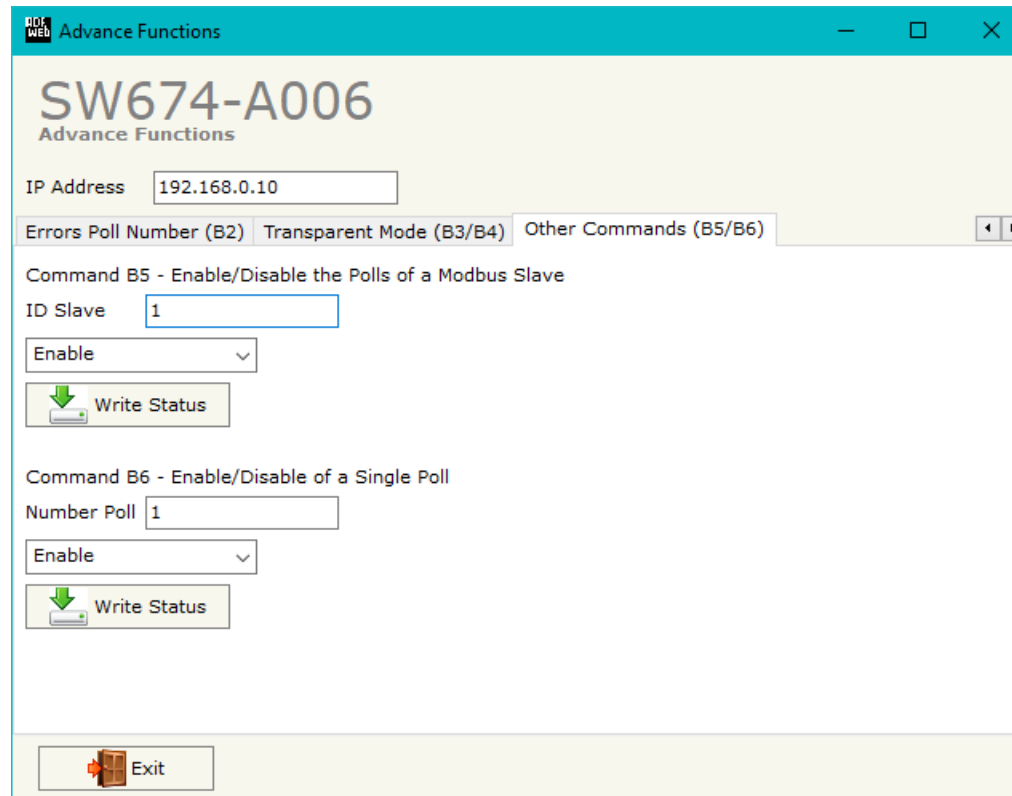 ADF
WEB Advance Functions
SW674-A006
Advance Functions
IP Address 192.168.0.10
Errors Poll Number (B2) Transparent Mode (B3/B4) Other Commands (B5/B6)
Command B5 - Enable/Disable the Polls of a Modbus Slave
ID Slave 1
Enable
Write Status
Command B6 - Enable/Disable of a Single Poll
Number Poll 1
Enable
Write Status
Exit